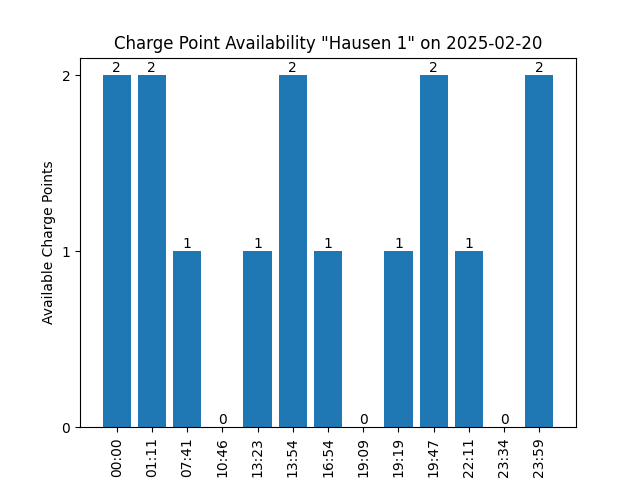 Charge Point Availability "Hausen 1" on 2025-02-20
Available Charge Points
2
1
0
2 2 1 0 1 2 1 0 1 2 1 0 2
00:00 01:11 07:41 10:46 13:23 13:54 16:54 19:09 19:19 19:47 22:11 23:34 23:59